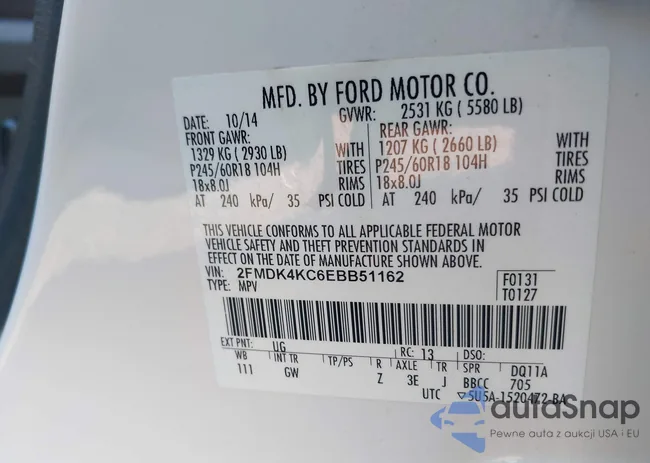 MFD. BY FORD MOTOR CO.
DATE: 10/14 GVWR: 2531 KG ( 5580 LB)
FRONT GAWR: REAR GAWR:
1329 KG ( 2930 LB) WITH 1207 KG ( 2660 LB) WITH
P245/60R18 104H TIRES P245/60R18 104H TIRES
18x8.0J RIMS 18x8.0J RIMS
AT 240 kPa/ 35 PSI COLD AT 240 kPa/ 35 PSI COLD
THIS VEHICLE CONFORMS TO ALL APPLICABLE FEDERAL MOTOR
VEHICLE SAFETY AND THEFT PREVENTION STANDARDS IN
EFFECT ON THE DATE OF MANUFACTURE SHOWN ABOVE.
VIN: 2FMDK4KC6EBB51162 F0131
TYPE: MPV T0127
EXT PNT: UG RC: 13 DSO:
WB INT TR TP/PS R AXLE TR SPR DQ11A
111 GW Z 3E J BBCC 705
UTC ▽5U5A-1520472-BA
autoSnap
Pewne auta z aukcji USA i EU